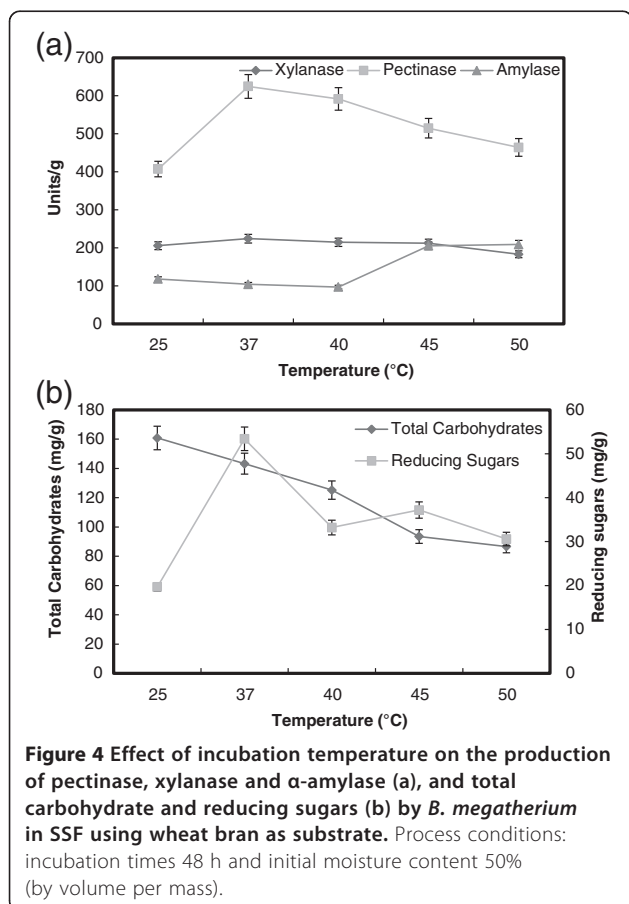 (a)
700
600
500
400
300
200
100
0
Units/g
Xylanase Pectinase Amylase
25 37 40 45 50
Temperature (°C)
(b)
180
160
140
120
100
80
60
40
20
0
Total Carbohydrates (mg/g)
Total Carbohydrates
Reducing Sugars
60
50
40
30
20
10
0
Reducing sugars (mg/g)
25 37 40 45 50
Temperature (°C)
Figure 4 Effect of incubation temperature on the production
of pectinase, xylanase and α-amylase (a), and total
carbohydrate and reducing sugars (b) by B. megatherium
in SSF using wheat bran as substrate. Process conditions:
incubation times 48 h and initial moisture content 50%
(by volume per mass).